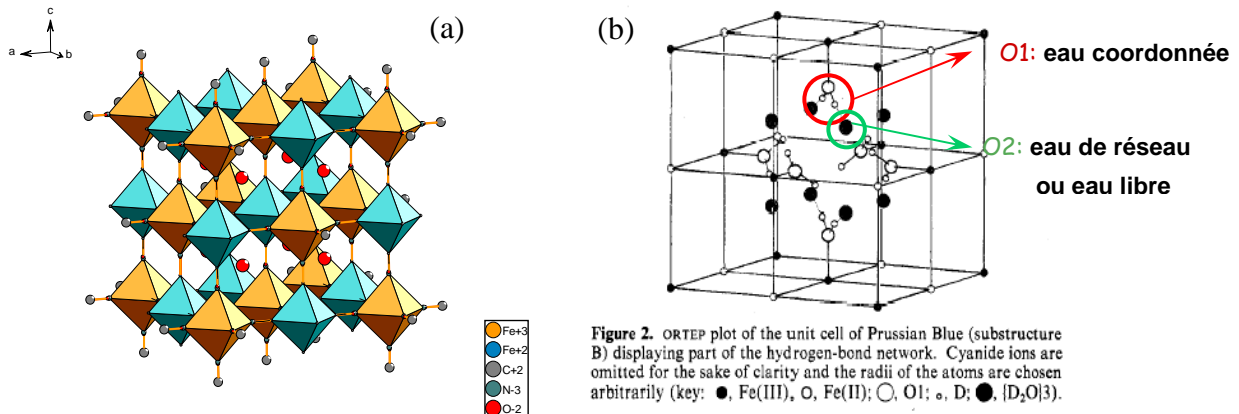 c
a
b
(a)
Fe+3
Fe+2
C+2
N-3
O-2
(b)
O1: eau coordonnée
O2: eau de réseau
ou eau libre
Figure 2. ORTEP plot of the unit cell of Prussian Blue (substructure
B) displaying part of the hydrogen-bond network. Cyanide ions are
omitted for the sake of clarity and the radii of the atoms are chosen
arbitrarily (key: ●, Fe(III), ○, Fe(II); ◯, O1; ∘, D; ⬤, {D₂O}3).